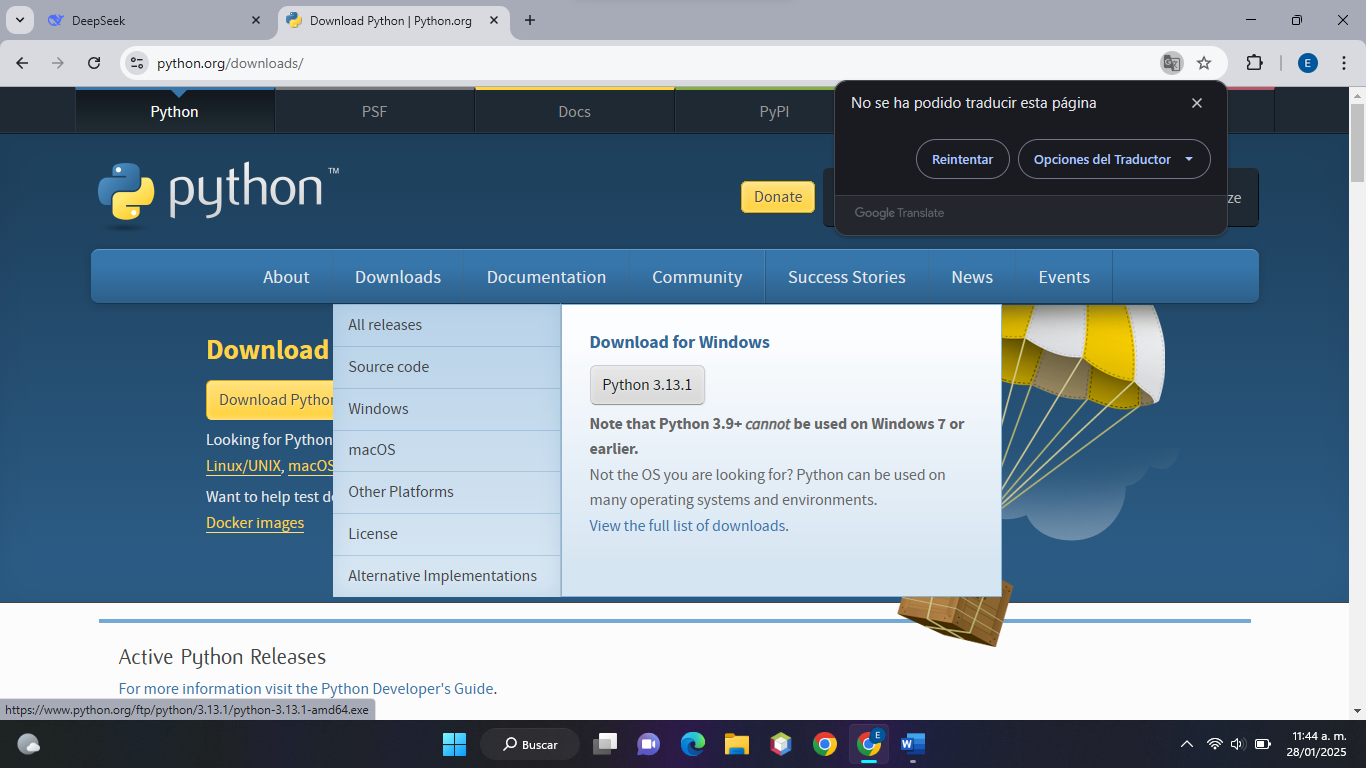 DeepSeek
Download Python | Python.org
python.org/downloads/
No se ha podido traducir esta página
Reintentar
Opciones del Traductor
Google Translate
Python
PSF
Docs
PyPI
python™
Donate
ze
About
Downloads
Documentation
Community
Success Stories
News
Events
Download
Download Python
Looking for Python
Linux/UNIX, macOS
Want to help test de
Docker images
All releases
Source code
Windows
macOS
Other Platforms
License
Alternative Implementations
Download for Windows
Python 3.13.1
Note that Python 3.9+ cannot be used on Windows 7 or
earlier.
Not the OS you are looking for? Python can be used on
many operating systems and environments.
View the full list of downloads.
Active Python Releases
For more information visit the Python Developer's Guide.
https://www.python.org/ftp/python/3.13.1/python-3.13.1-amd64.exe
Buscar
E
E
W
11:44 a. m.
28/01/2025